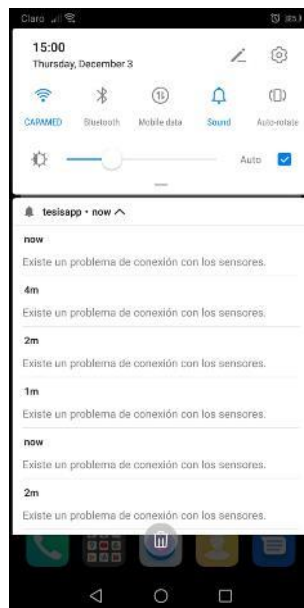 Claro
15:00
Thursday, December 3
CAPAMED Bluetooth Mobile data Sound Auto-rotate
Auto
tesisapp • now
now
Existe un problema de conexión con los sensores.
4m
Existe un problema de conexión con los sensores.
2m
Existe un problema de conexión con los sensores.
1m
Existe un problema de conexión con los sensores.
now
Existe un problema de conexión con los sensores.
2m
Existe un problema de conexión con los sensores.